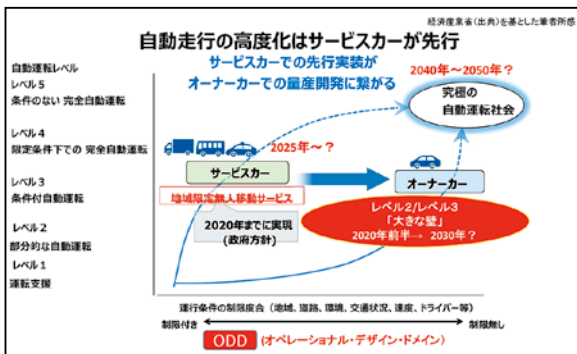 経済産業省(出典)を基とした筆者所感
自動走行の高度化はサービスカーが先行
自動運転レベル
サービスカーでの先行実装が
オーナーカーでの量産開発に繋がる
2040年～2050年？
レベル5
条件のない 完全自動運転
究極の
自動運転社会
レベル4
限定条件下での 完全自動運転
2025年～？
サービスカー
オーナーカー
レベル3
条件付自動運転
地域限定無人移動サービス
2020年までに実現
(政府方針)
レベル2/レベル3
「大きな壁」
2020年前半→ 2030年？
レベル2
部分的な自動運転
レベル1
運転支援
運行条件の制限度合（地域、道路、環境、交通状況、速度、ドライバー等）
制限付き
制限無し
ODD
(オペレーショナル・デザイン・ドメイン)